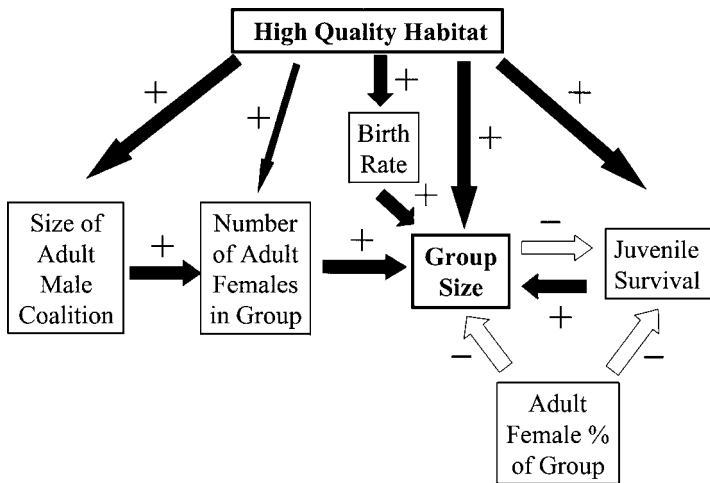 High Quality Habitat
+
+
+
+
+
Birth
Rate
+
Size of
Adult
Male
Coalition
+
Number
of Adult
Females
in Group
+
Group
Size
−
+
Juvenile
Survival
−
−
Adult
Female %
of Group